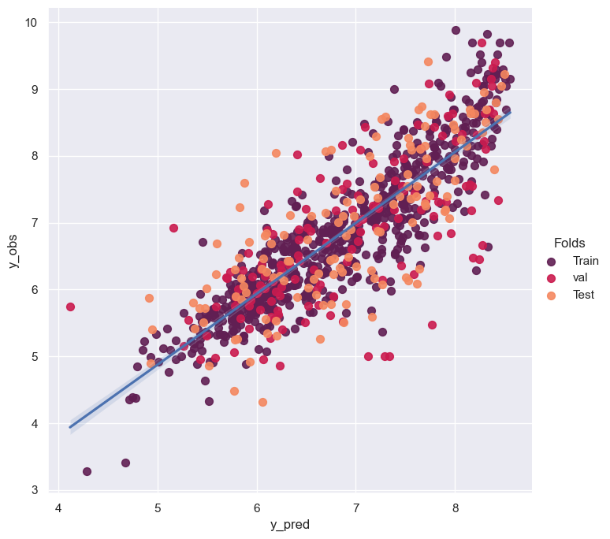 10
9
8
7
6
5
4
3
y_obs
4 5 6 7 8
y_pred
Folds
Train
val
Test